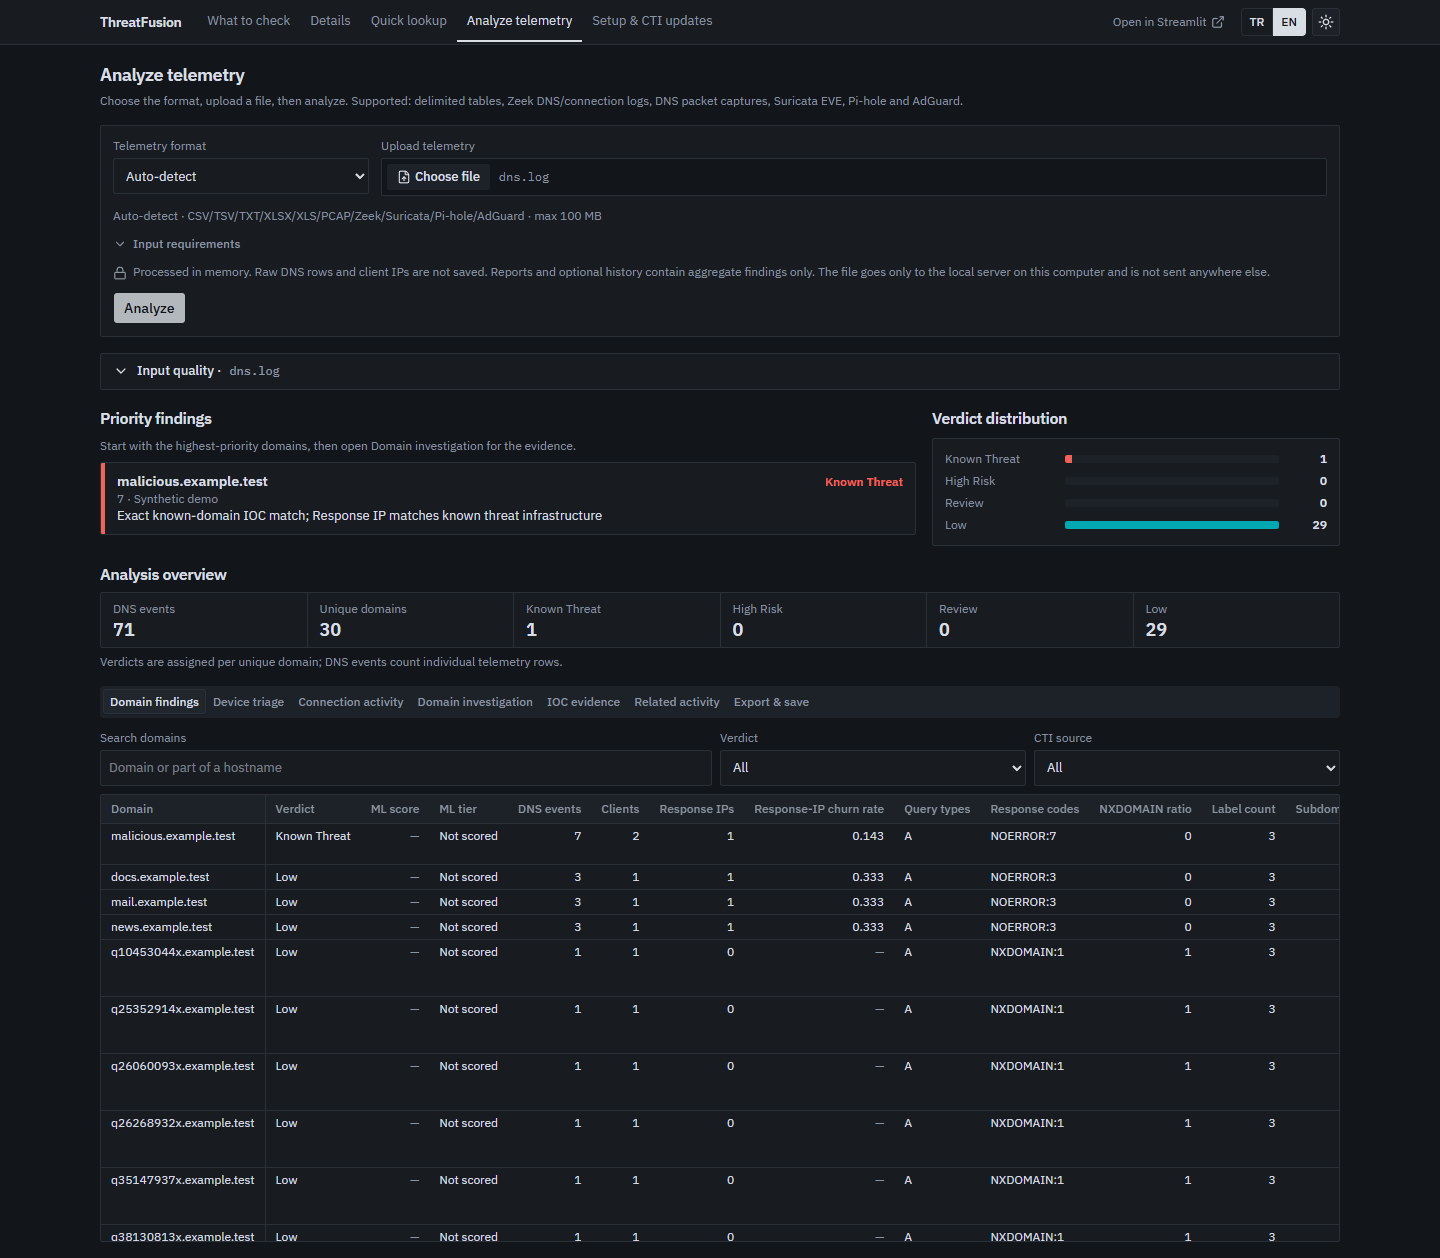 ThreatFusion What to check Details Quick lookup Analyze telemetry Setup & CTI updates Open in Streamlit TR EN
Analyze telemetry
Choose the format, upload a file, then analyze. Supported: delimited tables, Zeek DNS/connection logs, DNS packet captures, Suricata EVE, Pi-hole and AdGuard.
Telemetry format Upload telemetry
Auto-detect Choose file dns.log
Auto-detect · CSV/TSV/TXT/XLSX/XLS/PCAP/Zeek/Suricata/Pi-hole/AdGuard · max 100 MB
Input requirements
Processed in memory. Raw DNS rows and client IPs are not saved. Reports and optional history contain aggregate findings only. The file goes only to the local server on this computer and is not sent anywhere else.
Analyze
Input quality · dns.log
Priority findings
Start with the highest-priority domains, then open Domain investigation for the evidence.
malicious.example.test Known Threat
7 · Synthetic demo
Exact known-domain IOC match; Response IP matches known threat infrastructure
Verdict distribution
Known Threat 1
High Risk 0
Review 0
Low 29
Analysis overview
DNS events Unique domains Known Threat High Risk Review Low
71 30 1 0 0 29
Verdicts are assigned per unique domain; DNS events count individual telemetry rows.
Domain findings Device triage Connection activity Domain investigation IOC evidence Related activity Export & save
Search domains Verdict CTI source
Domain or part of a hostname All All
Domain Verdict ML score ML tier DNS events Clients Response IPs Response-IP churn rate Query types Response codes NXDOMAIN ratio Label count Subdom
malicious.example.test Known Threat — Not scored 7 2 1 0.143 A NOERROR:7 0 3
docs.example.test Low — Not scored 3 1 1 0.333 A NOERROR:3 0 3
mail.example.test Low — Not scored 3 1 1 0.333 A NOERROR:3 0 3
news.example.test Low — Not scored 3 1 1 0.333 A NOERROR:3 0 3
q10453044x.example.test Low — Not scored 1 1 0 — A NXDOMAIN:1 1 3
q25352914x.example.test Low — Not scored 1 1 0 — A NXDOMAIN:1 1 3
q26060093x.example.test Low — Not scored 1 1 0 — A NXDOMAIN:1 1 3
q26268932x.example.test Low — Not scored 1 1 0 — A NXDOMAIN:1 1 3
q35147937x.example.test Low — Not scored 1 1 0 — A NXDOMAIN:1 1 3
q38130813x.example.test Low — Not scored 1 1 0 — A NXDOMAIN:1 1 3